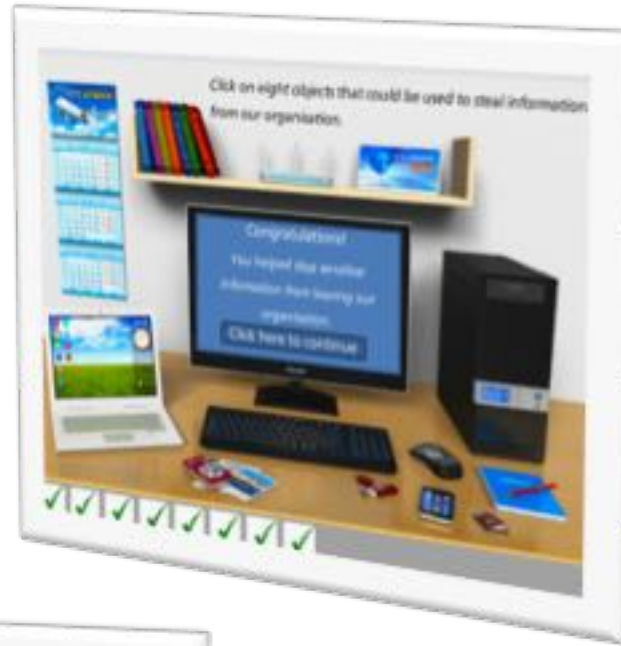 Click on eight objects that could be used to steal information
from our organisation.
Congratulations!
You helped stop sensitive
information from leaving our
organisation.
Click here to continue